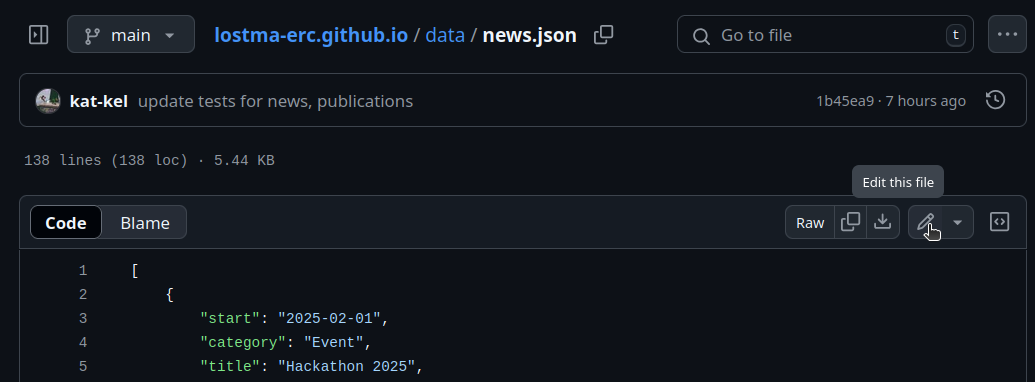 main lostma-erc.github.io / data / news.json Go to file t
kat-kel update tests for news, publications 1b45ea9 · 7 hours ago
138 lines (138 loc) · 5.44 KB
Edit this file
Code Blame Raw
1 [
2 {
3 "start": "2025-02-01",
4 "category": "Event",
5 "title": "Hackathon 2025",